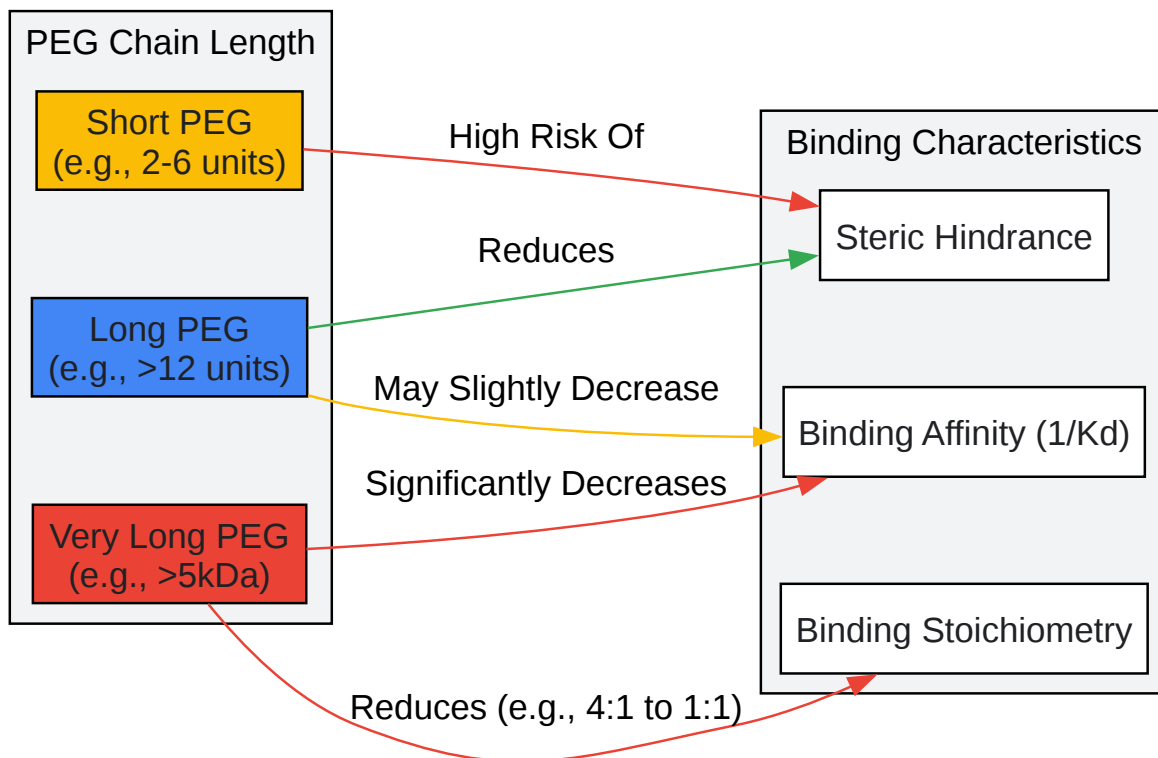 PEG Chain Length
Short PEG
(e.g., 2-6 units)
Long PEG
(e.g., >12 units)
Very Long PEG
(e.g., >5kDa)
High Risk Of
Reduces
May Slightly Decrease
Significantly Decreases
Reduces (e.g., 4:1 to 1:1)
Binding Characteristics
Steric Hindrance
Binding Affinity (1/Kd)
Binding Stoichiometry